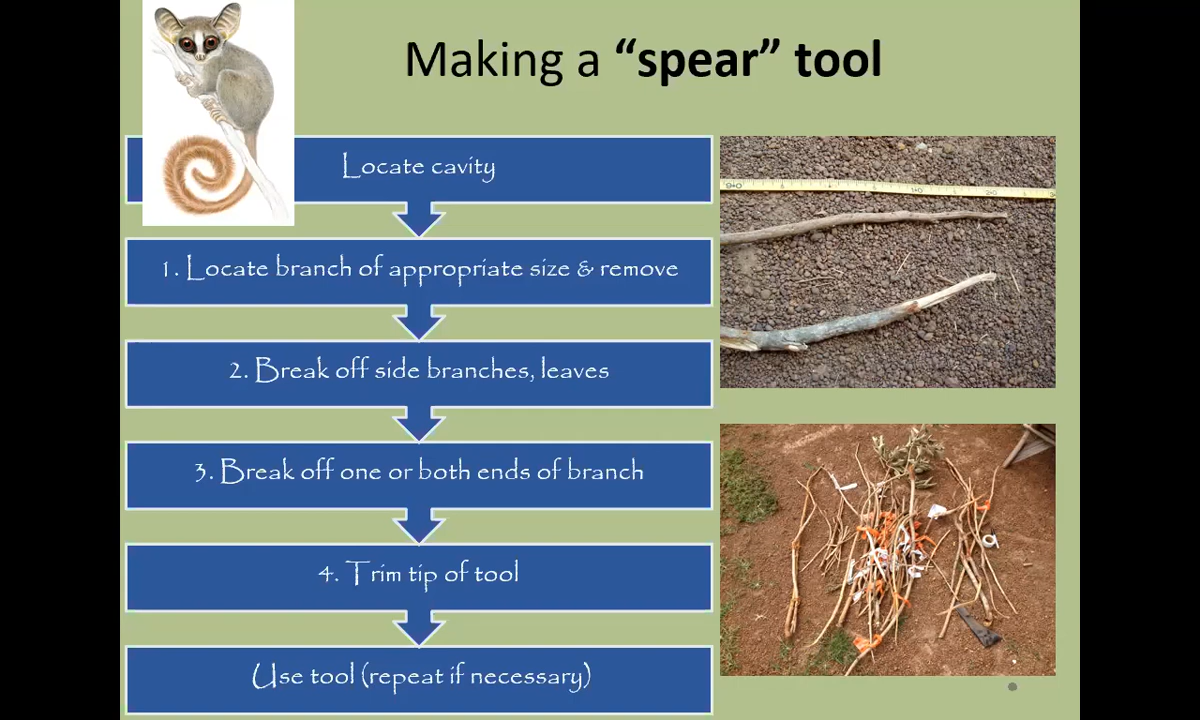 Making a “spear” tool
Locate cavity
1. Locate branch of appropriate size & remove
2. Break off side branches, leaves
3. Break off one or both ends of branch
4. Trim tip of tool
Use tool (repeat if necessary)